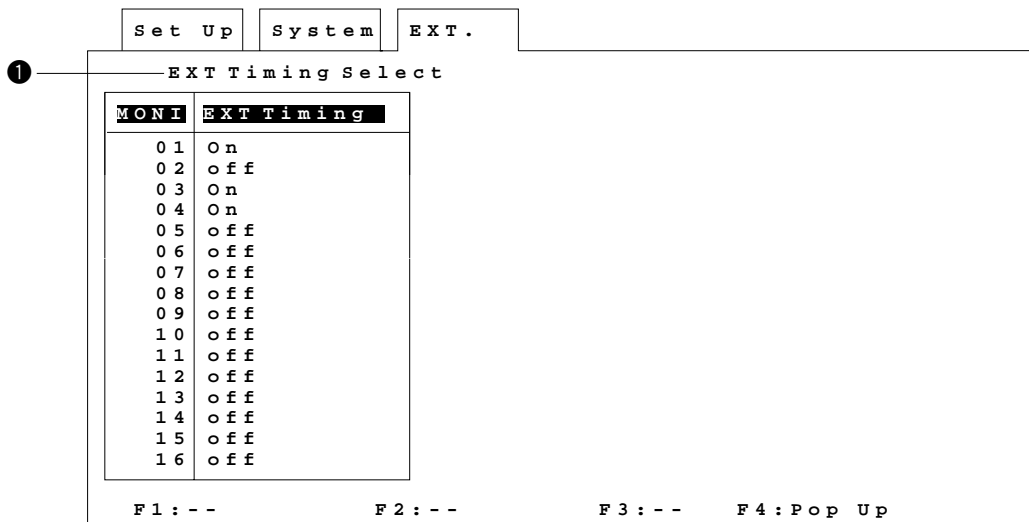 Set Up System EXT.
❶ EXT Timing Select
MONI EXT Timing
01 On
02 off
03 On
04 On
05 off
06 off
07 off
08 off
09 off
10 off
11 off
12 off
13 off
14 off
15 off
16 off
F1:-- F2:-- F3:-- F4:Pop Up